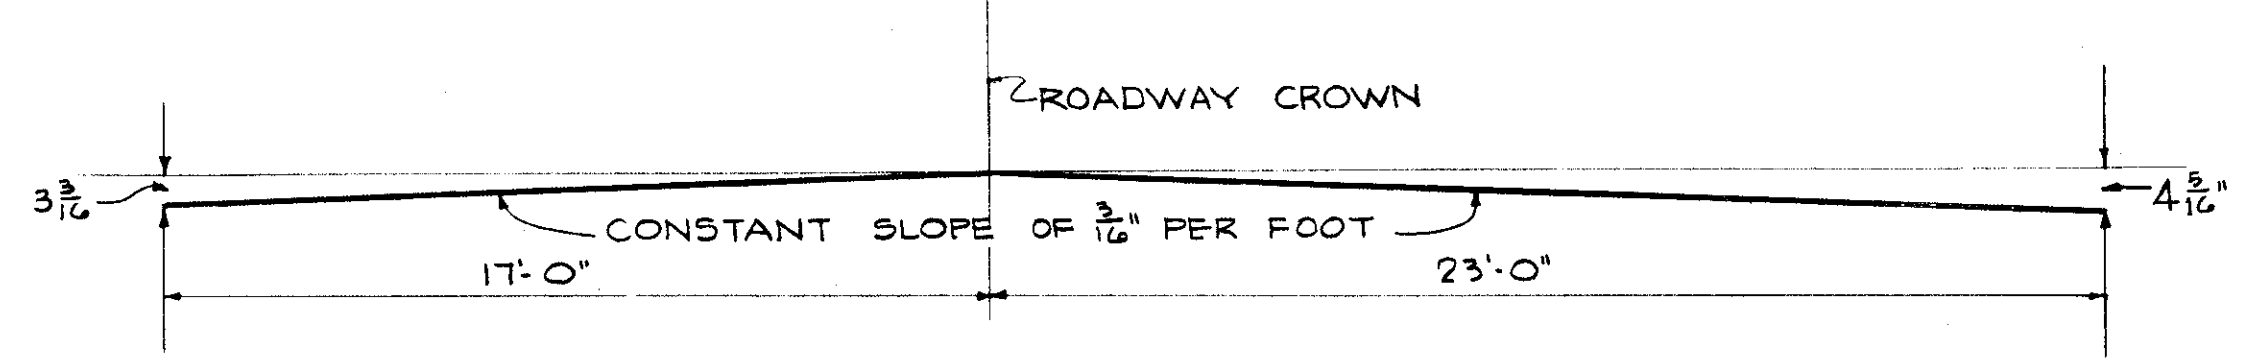 ROADWAY CROWN
3 3/16
4 5/16"
CONSTANT SLOPE OF 3/16" PER FOOT
17'-0"
23'-0"